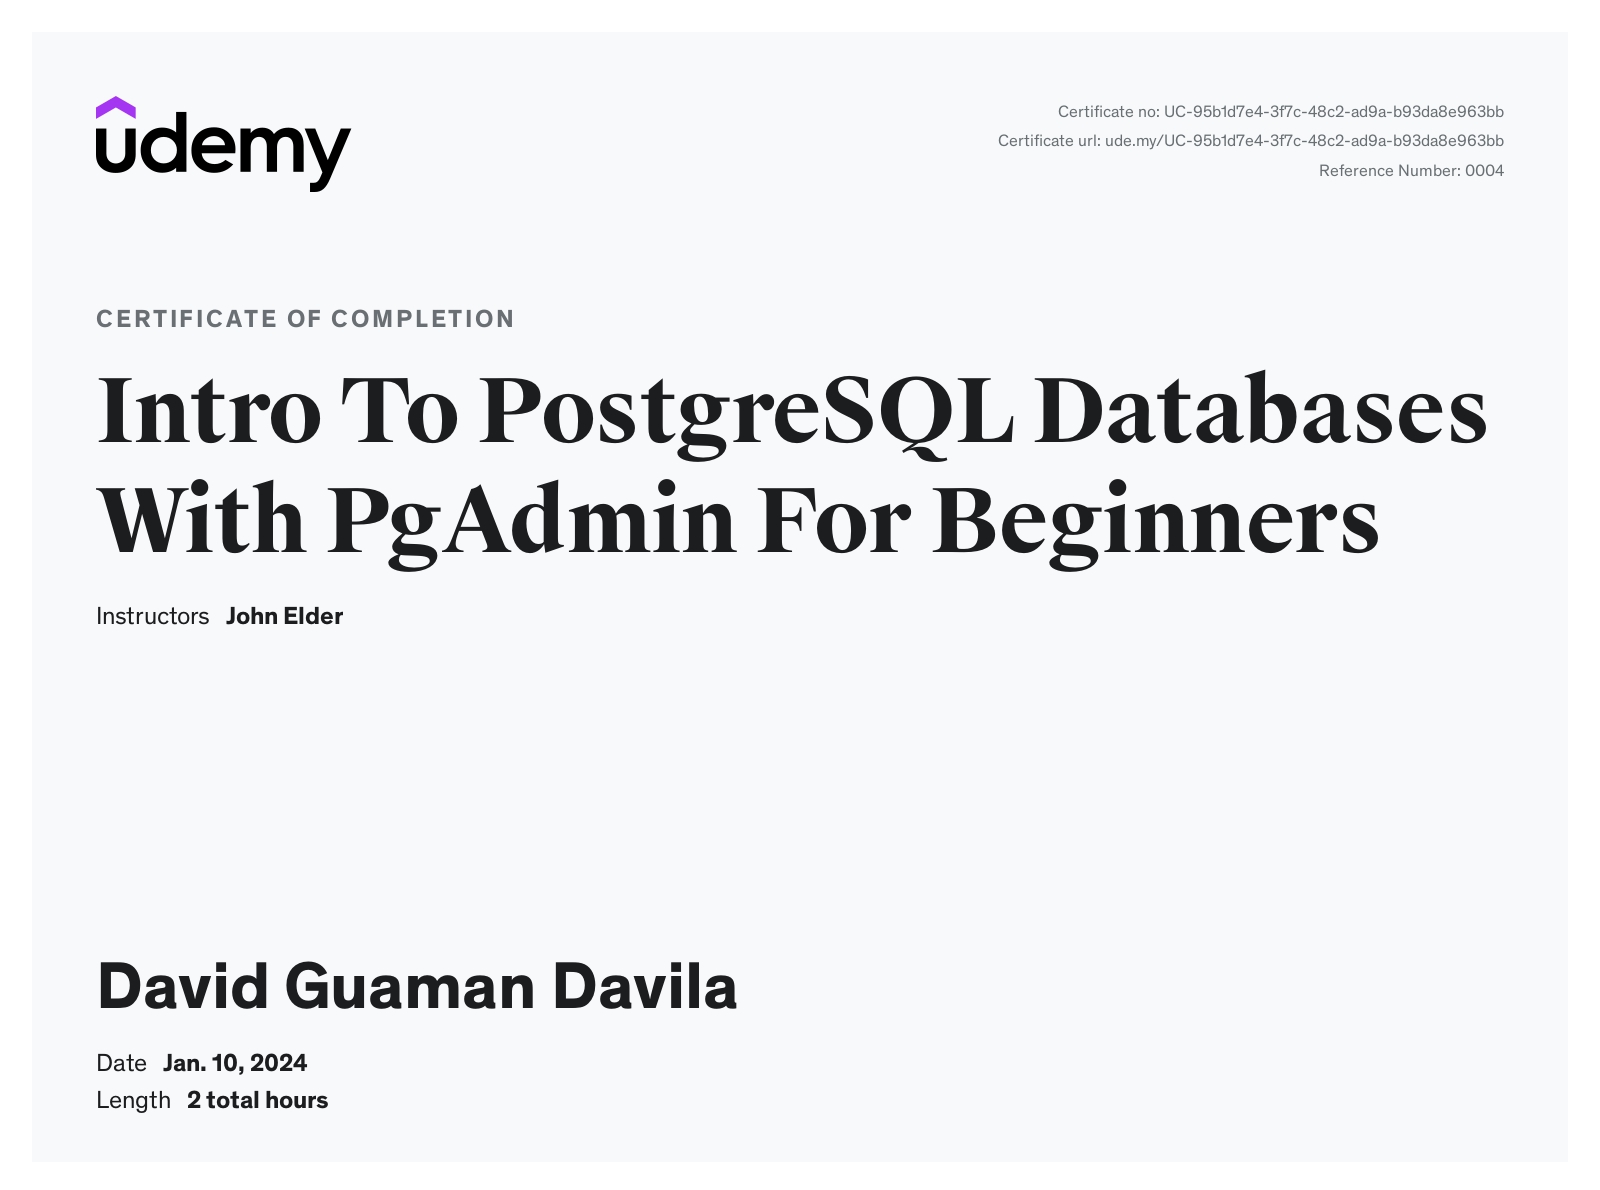 udemy
Certificate no: UC-95b1d7e4-3f7c-48c2-ad9a-b93da8e963bb
Certificate url: ude.my/UC-95b1d7e4-3f7c-48c2-ad9a-b93da8e963bb
Reference Number: 0004
CERTIFICATE OF COMPLETION
Intro To PostgreSQL Databases
With PgAdmin For Beginners
Instructors John Elder
David Guaman Davila
Date Jan. 10, 2024
Length 2 total hours